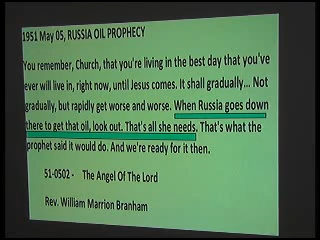 1951 May 05, RUSSIA OIL PROPHECY
You remember, Church, that you're living in the best day that you've
ever will live in, right now, until Jesus comes. It shall gradually... Not
gradually, but rapidly get worse and worse. When Russia goes down
there to get that oil, look out. That's all she needs. That's what the
prophet said it would do. And we're ready for it then.
51-0502 - The Angel Of The Lord
Rev. William Marrion Branham